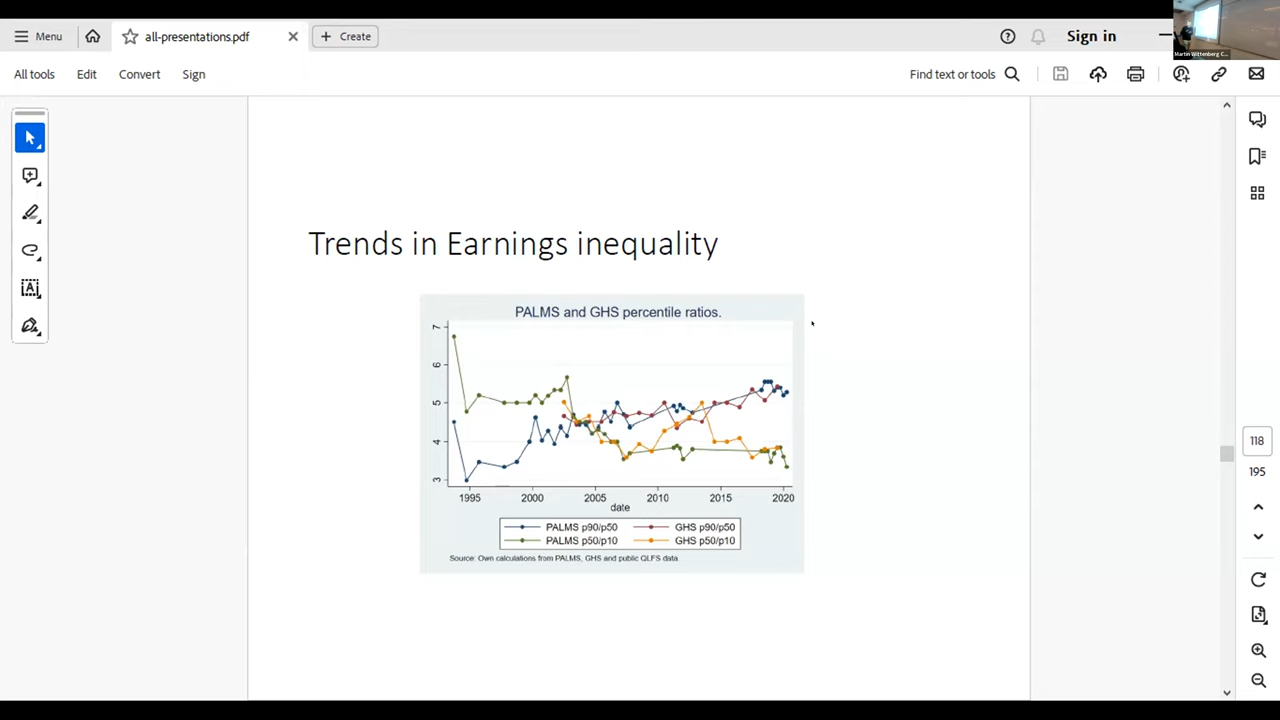 Menu
all-presentations.pdf
Create
Sign in
All tools
Edit
Convert
Sign
Find text or tools
Martin Wittenberg C...
Trends in Earnings inequality
PALMS and GHS percentile ratios.
7
6
5
4
3
1995 2000 2005 2010 2015 2020
date
PALMS p90/p50 GHS p90/p50
PALMS p50/p10 GHS p50/p10
Source: Own calculations from PALMS, GHS and public QLFS data
118
195